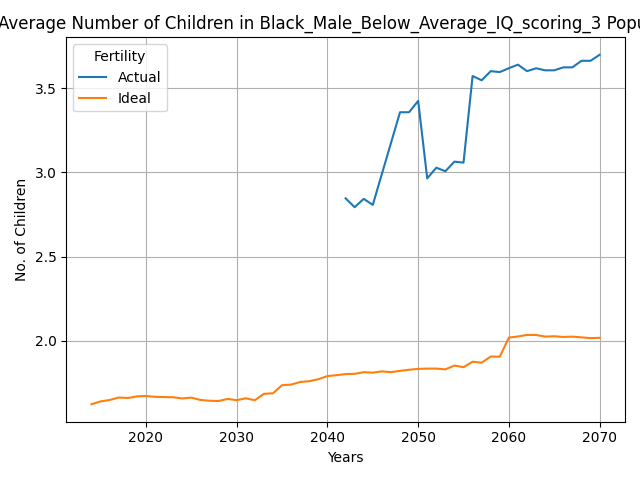 Average Number of Children in Black_Male_Below_Average_IQ_scoring_3 Popu
Fertility
Actual
Ideal
3.5
3.0
2.5
2.0
No. of Children
2020 2030 2040 2050 2060 2070
Years